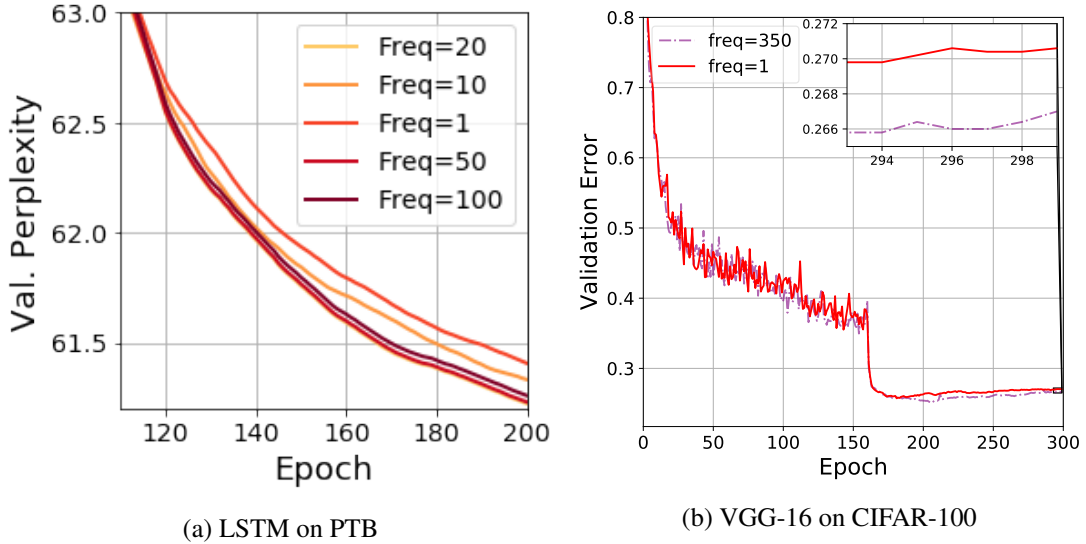 63.0
62.5
62.0
61.5
Val. Perplexity
Freq=20
Freq=10
Freq=1
Freq=50
Freq=100
120 140 160 180 200
Epoch
(a) LSTM on PTB
0.8
0.7
0.6
0.5
0.4
0.3
Validation Error
freq=350
freq=1
0.272
0.270
0.268
0.266
294 296 298
0 50 100 150 200 250 300
Epoch
(b) VGG-16 on CIFAR-100